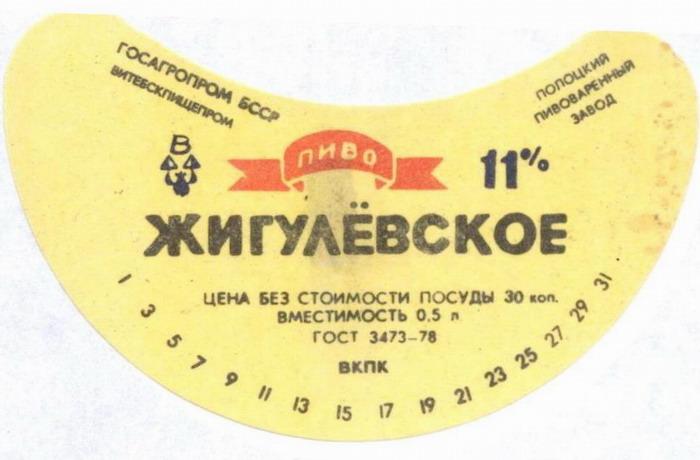 ГОСАГРОПРОМ БССР
ВИТЕБСКПИЩЕПРОМ
ПОЛОЦКИЙ
ПИВОВАРЕННЫЙ
ЗАВОД
В
ПИВО
11%
ЖИГУЛЁВСКОЕ
ЦЕНА БЕЗ СТОИМОСТИ ПОСУДЫ 30 коп.
ВМЕСТИМОСТЬ 0.5 л
ГОСТ 3473-78
ВКПК
1 3 5 7 9 11 13 15 17 19 21 23 25 27 29 31